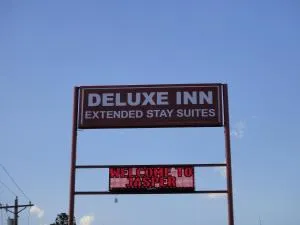 DELUXE INN
EXTENDED STAY SUITES
WELCOME TO
JASPER